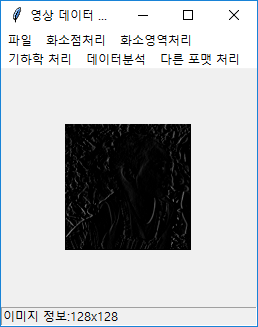 영상 데이터 ...
파일 화소점처리 화소영역처리
기하학 처리 데이터분석 다른 포맷 처리
이미지 정보:128x128